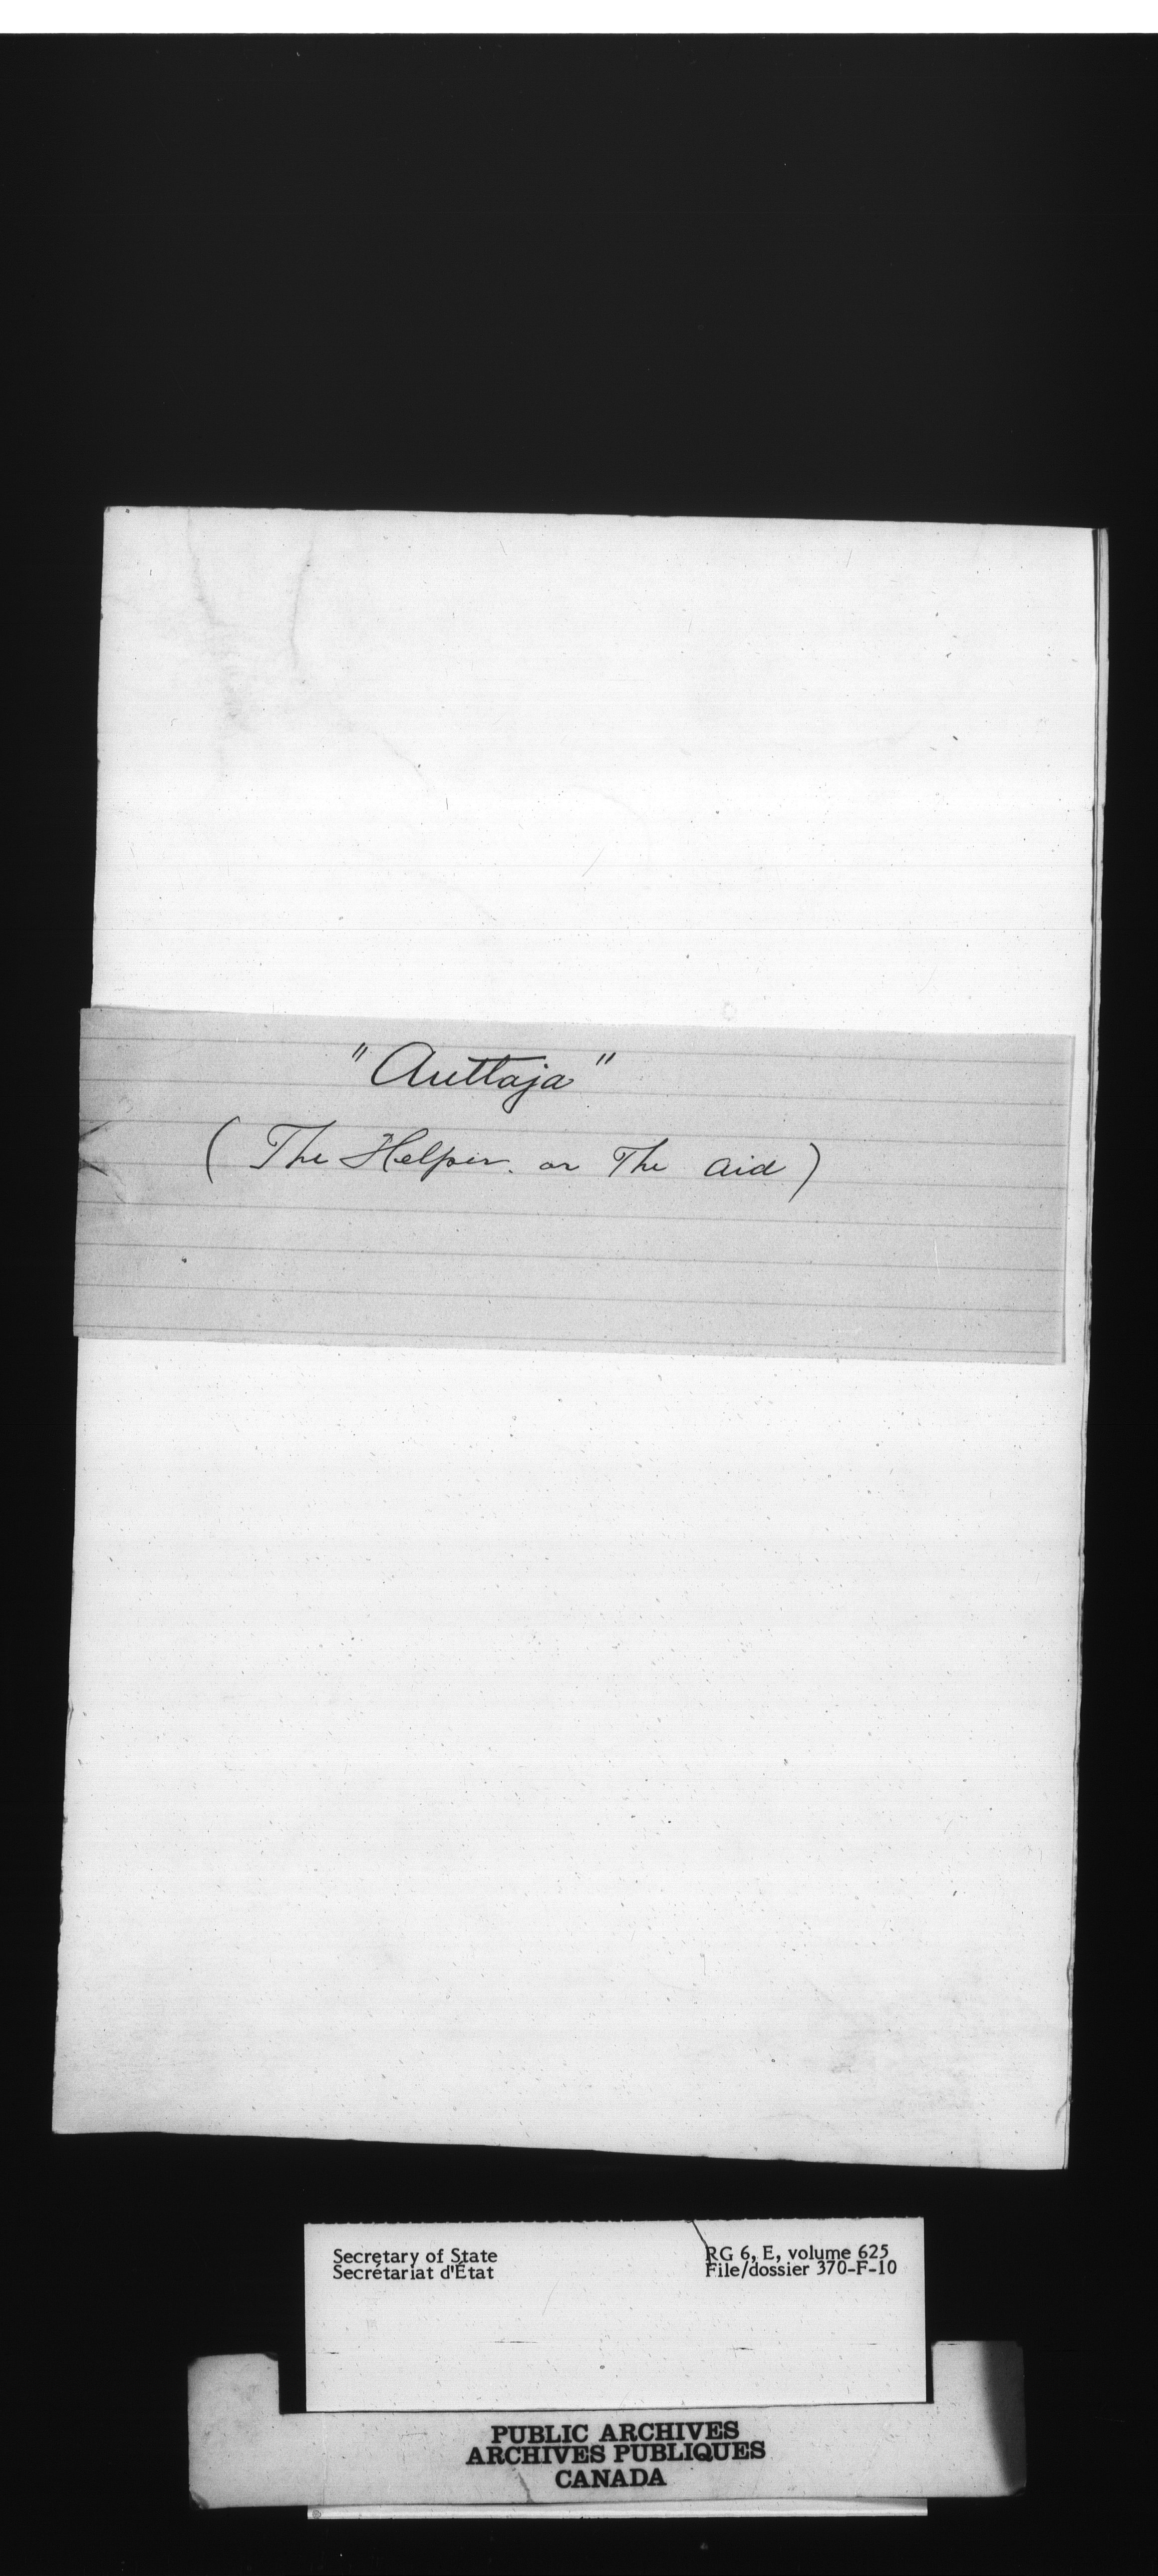 "Auttaja"
(The Helper. or The aid)
Secretary of State
Secrétariat d'État
RG 6, E, volume 625
File/dossier 370-F-10
PUBLIC ARCHIVES
ARCHIVES PUBLIQUES
CANADA